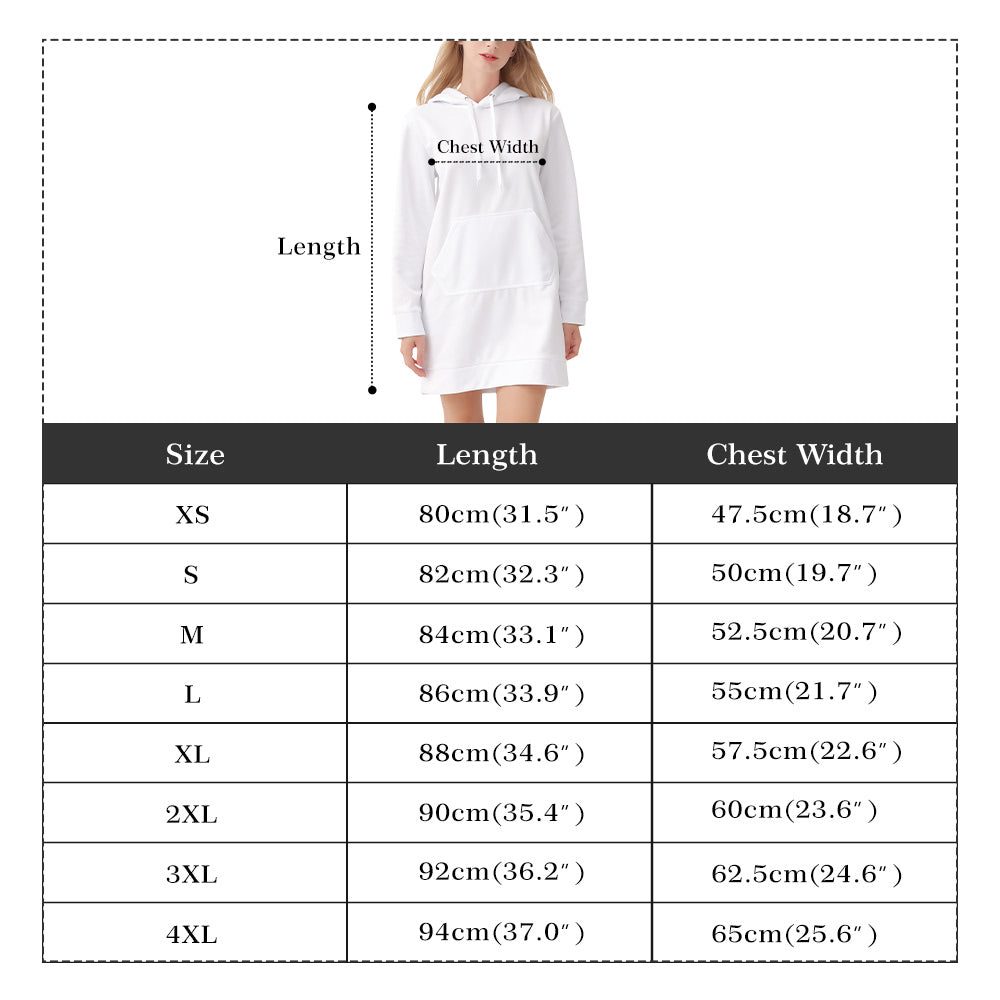 Chest Width
Length
Size Length Chest Width
XS 80cm(31.5″) 47.5cm(18.7″)
S 82cm(32.3″) 50cm(19.7″)
M 84cm(33.1″) 52.5cm(20.7″)
L 86cm(33.9″) 55cm(21.7″)
XL 88cm(34.6″) 57.5cm(22.6″)
2XL 90cm(35.4″) 60cm(23.6″)
3XL 92cm(36.2″) 62.5cm(24.6″)
4XL 94cm(37.0″) 65cm(25.6″)